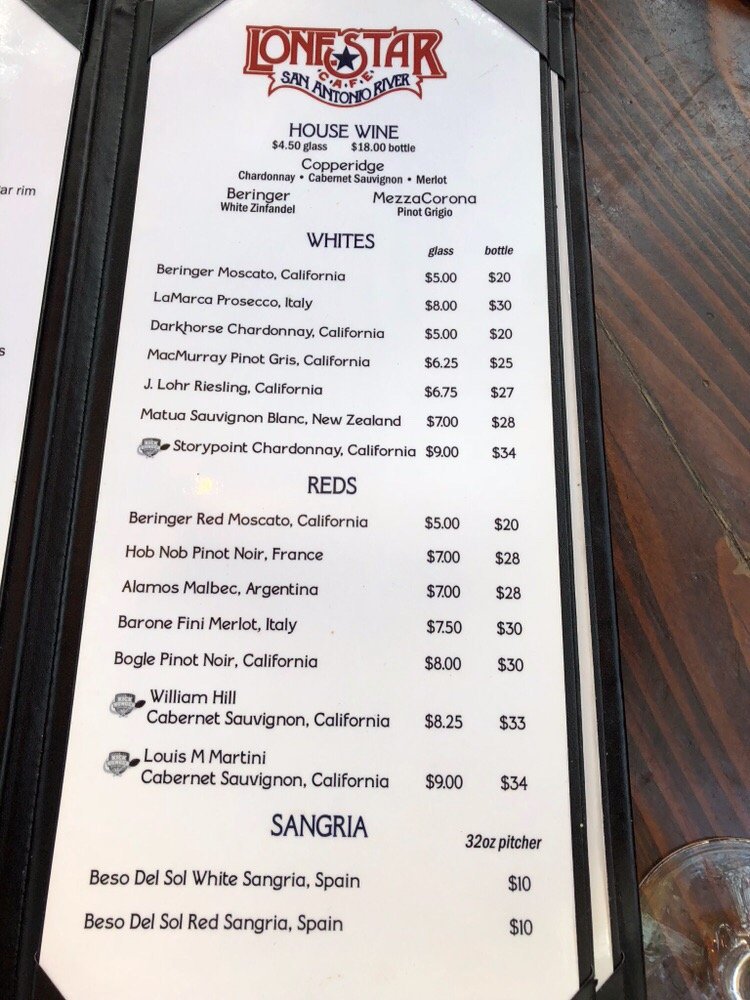 ar rim
s
LONESTAR
CAFE
SAN ANTONIO RIVER
HOUSE WINE
$4.50 glass $18.00 bottle
Copperidge
Chardonnay • Cabernet Sauvignon • Merlot
Beringer MezzaCorona
White Zinfandel Pinot Grigio
WHITES glass bottle
Beringer Moscato, California $5.00 $20
LaMarca Prosecco, Italy $8.00 $30
Darkhorse Chardonnay, California $5.00 $20
MacMurray Pinot Gris, California $6.25 $25
J. Lohr Riesling, California $6.75 $27
Matua Sauvignon Blanc, New Zealand $7.00 $28
Storypoint Chardonnay, California $9.00 $34
REDS
Beringer Red Moscato, California $5.00 $20
Hob Nob Pinot Noir, France $7.00 $28
Alamos Malbec, Argentina $7.00 $28
Barone Fini Merlot, Italy $7.50 $30
Bogle Pinot Noir, California $8.00 $30
William Hill
Cabernet Sauvignon, California $8.25 $33
Louis M Martini
Cabernet Sauvignon, California $9.00 $34
SANGRIA
32oz pitcher
Beso Del Sol White Sangria, Spain $10
Beso Del Sol Red Sangria, Spain $10